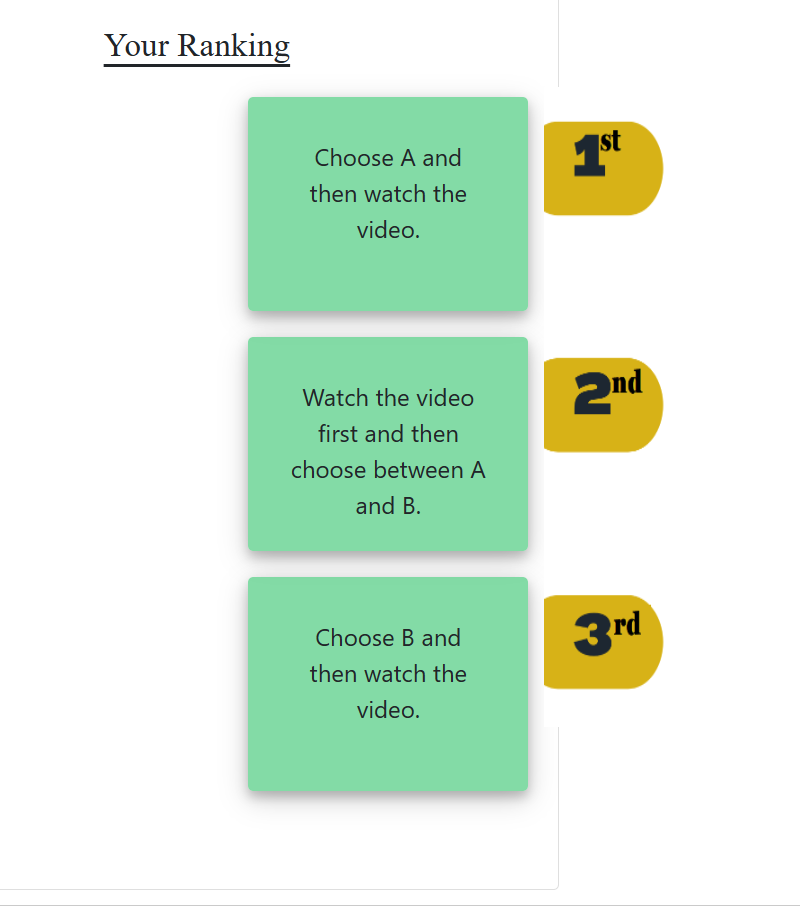 Your Ranking
Choose A and
then watch the
video.
1st
Watch the video
first and then
choose between A
and B.
2nd
Choose B and
then watch the
video.
3rd